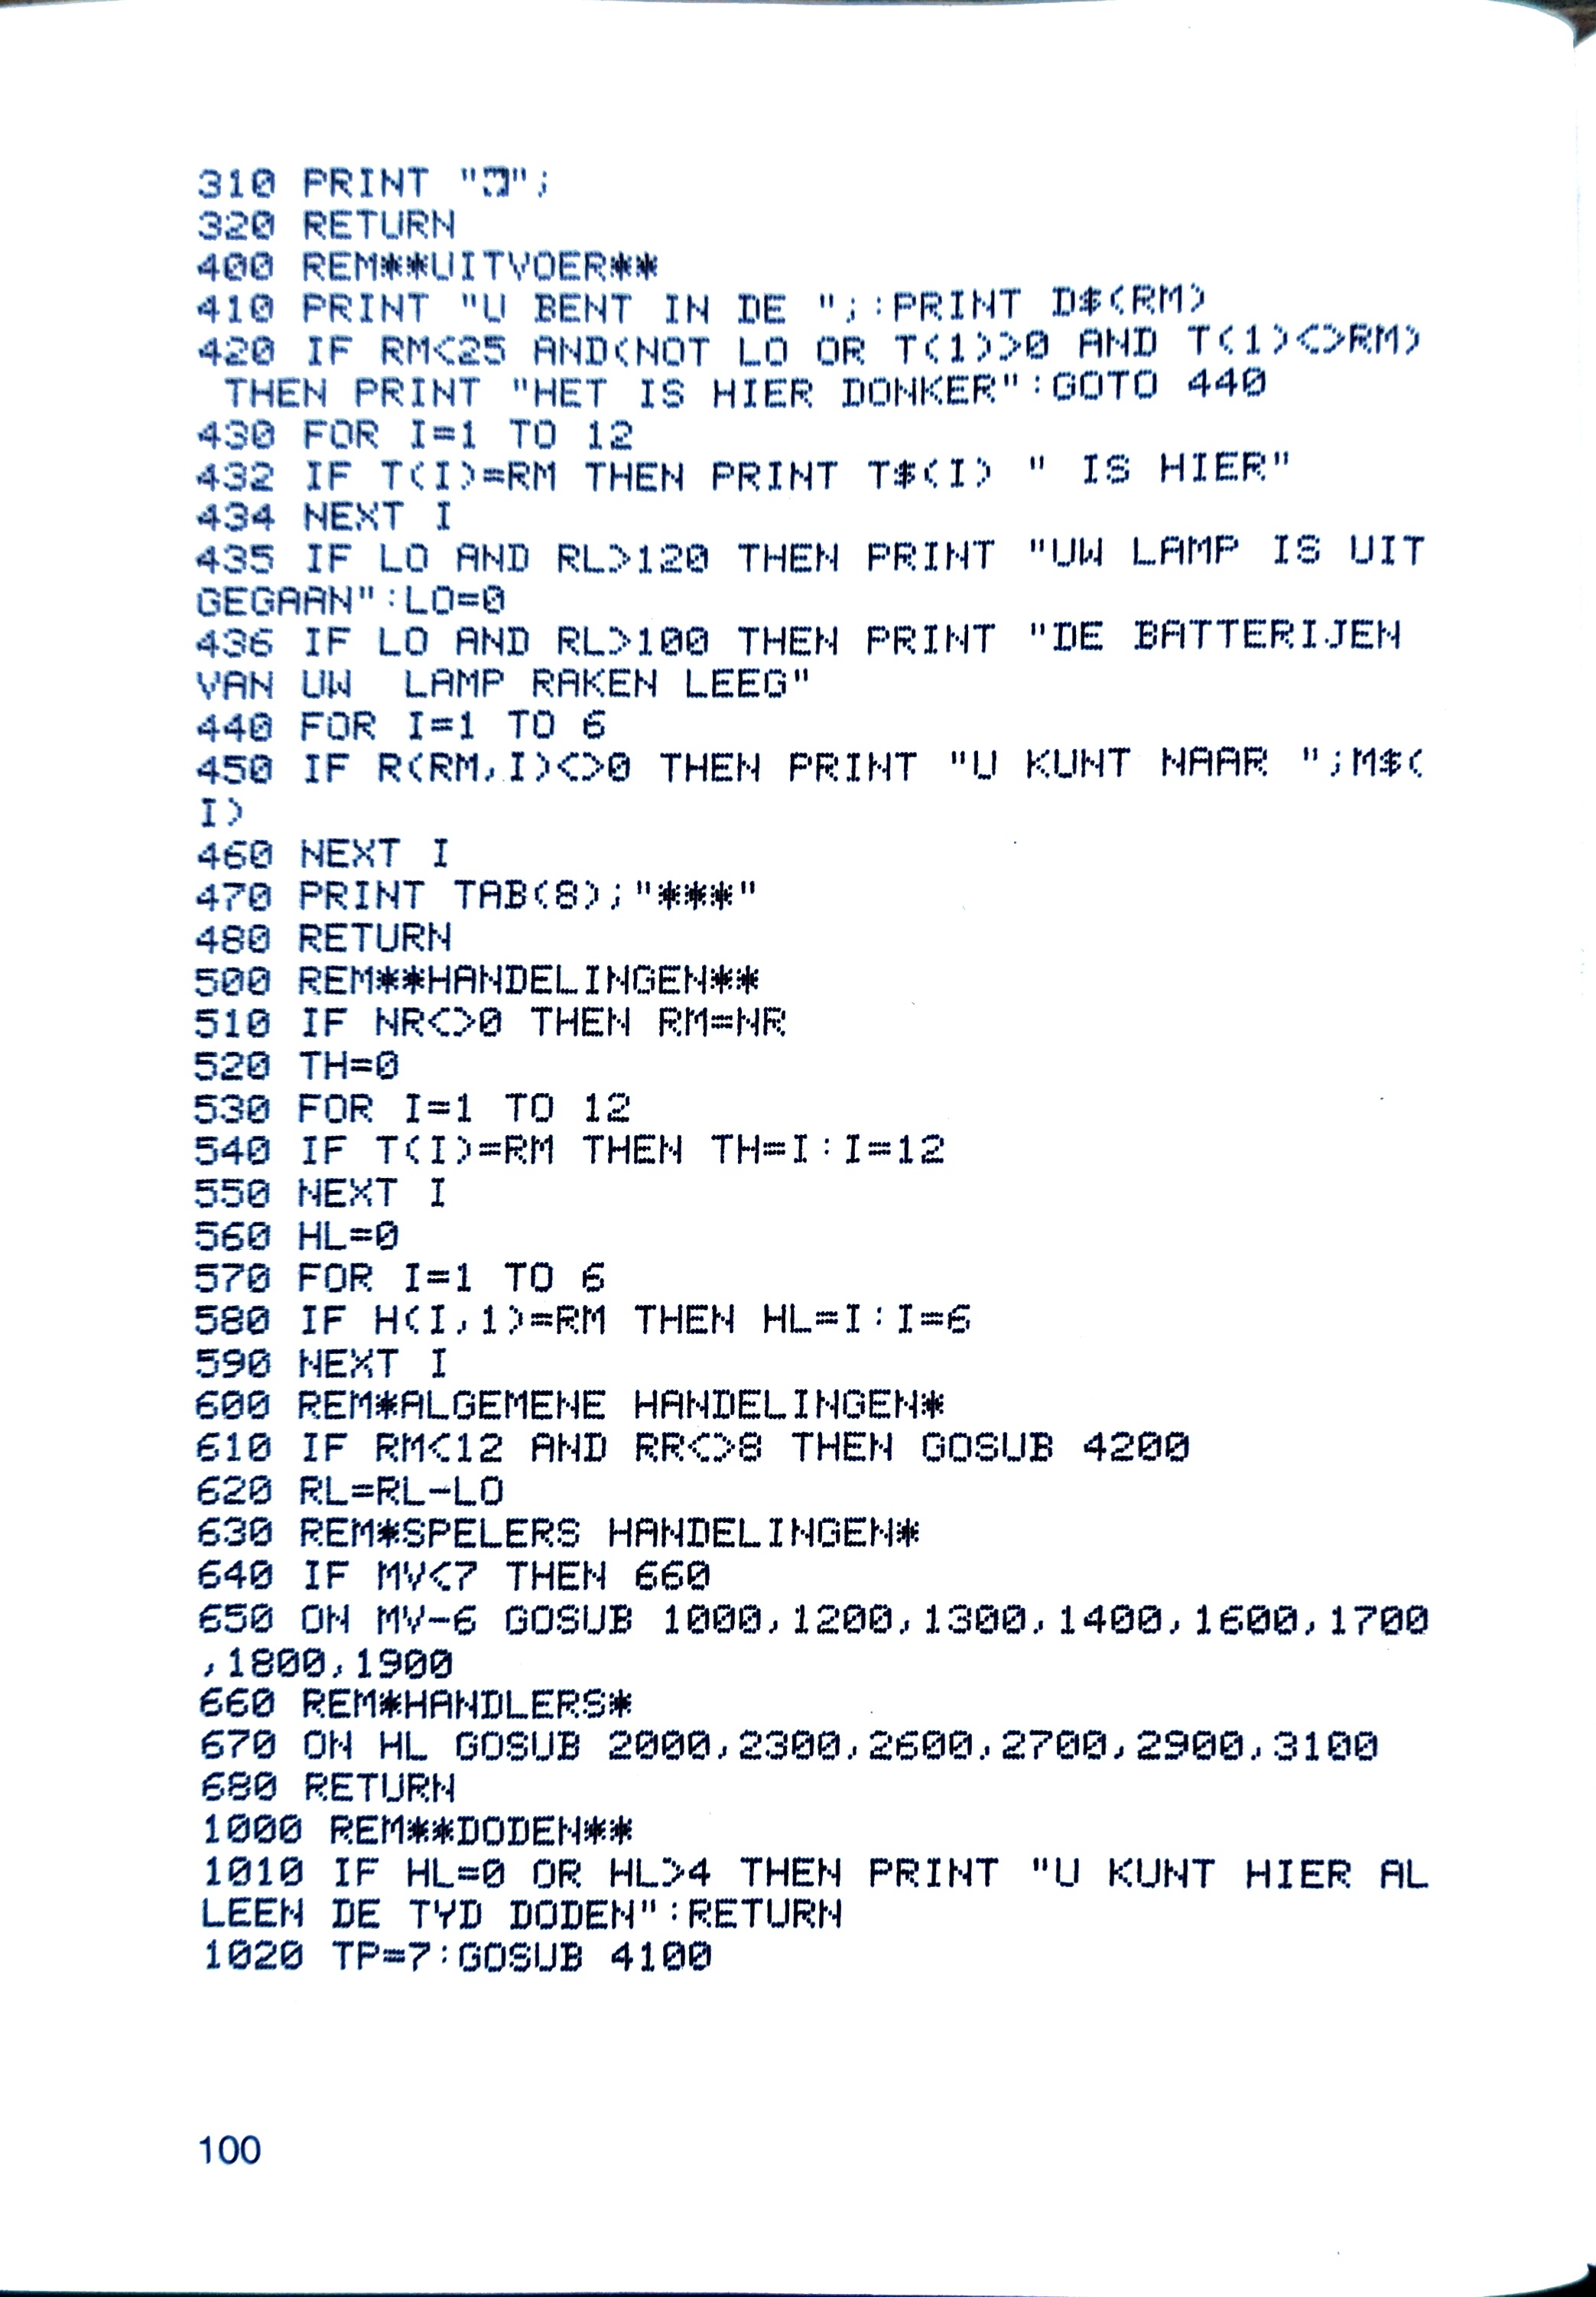 310 PRINT "";
320 RETURN
400 REM**UITVOER**
410 PRINT "U BENT IN DE ";:PRINT D$(RM)
420 IF RM<25 AND(NOT LO OR T(1)>0 AND T(1)<>RM)
 THEN PRINT "HET IS HIER DONKER":GOTO 440
430 FOR I=1 TO 12
432 IF T(I)=RM THEN PRINT T$(I) " IS HIER"
434 NEXT I
435 IF LO AND RL>120 THEN PRINT "UW LAMP IS UIT
GEGAAN":LO=0
436 IF LO AND RL>100 THEN PRINT "DE BATTERIJEN
VAN UW  LAMP RAKEN LEEG"
440 FOR I=1 TO 6
450 IF R(RM,I)<>0 THEN PRINT "U KUNT NAAR ";M$(
I)
460 NEXT I
470 PRINT TAB(8);"***"
480 RETURN
500 REM**HANDELINGEN**
510 IF NR<>0 THEN RM=NR
520 TH=0
530 FOR I=1 TO 12
540 IF T(I)=RM THEN TH=I:I=12
550 NEXT I
560 HL=0
570 FOR I=1 TO 6
580 IF H(I,1)=RM THEN HL=I:I=6
590 NEXT I
600 REM*ALGEMENE HANDELINGEN*
610 IF RM<12 AND RR<>8 THEN GOSUB 4200
620 RL=RL-LO
630 REM*SPELERS HANDELINGEN*
640 IF MV<7 THEN 660
650 ON MV-6 GOSUB 1000,1200,1300,1400,1600,1700
,1800,1900
660 REM*HANDLERS*
670 ON HL GOSUB 2000,2300,2600,2700,2900,3100
680 RETURN
1000 REM**DODEN**
1010 IF HL=0 OR HL>4 THEN PRINT "U KUNT HIER AL
LEEN DE TYD DODEN":RETURN
1020 TP=7:GOSUB 4100
100